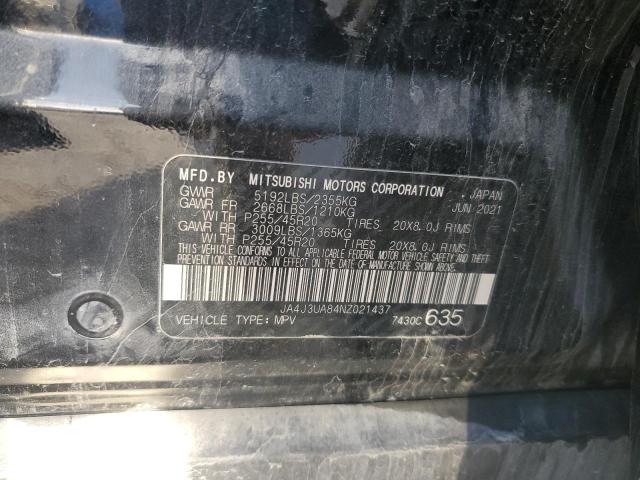 MFD.BY MITSUBISHI MOTORS CORPORATION , JAPAN
GVWR 5192LBS/2355KG JUN 2021
GAWR FR 2668LBS/1210KG
WITH P255/45R20 TIRES 20X8.0J RIMS
GAWR RR 3009LBS/1365KG
WITH P255/45R20 TIRES 20X8.0J RIMS
THIS VEHICLE CONFORMS TO ALL APPLICABLE FEDERAL MOTOR VEHICLE SAFETY AND THEFT
PREVENTION STANDARDS IN EFFECT ON THE DATE OF MANUFACTURE SHOWN ABOVE.
JA4J3UA84NZ021437
VEHICLE TYPE: MPV 7430C 635